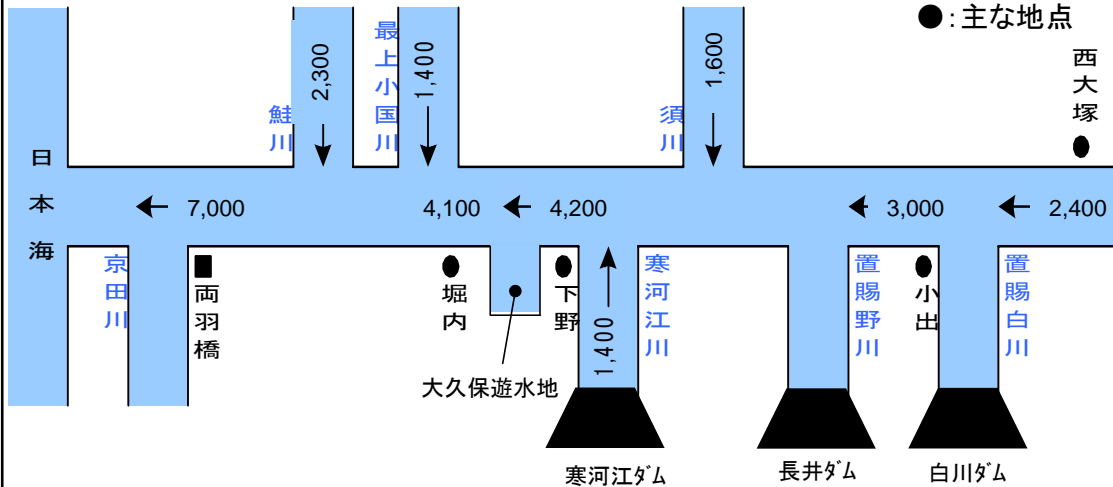 ●：主な地点
2,300
1,400
1,600
鮭川
最上小国川
須川
西大塚
日本海
7,000
4,100
4,200
3,000
2,400
京田川
両羽橋
堀内
下野
寒河江川
置賜野川
小出
置賜白川
1,400
大久保遊水地
寒河江ﾀﾞﾑ
長井ﾀﾞﾑ
白川ﾀﾞﾑ